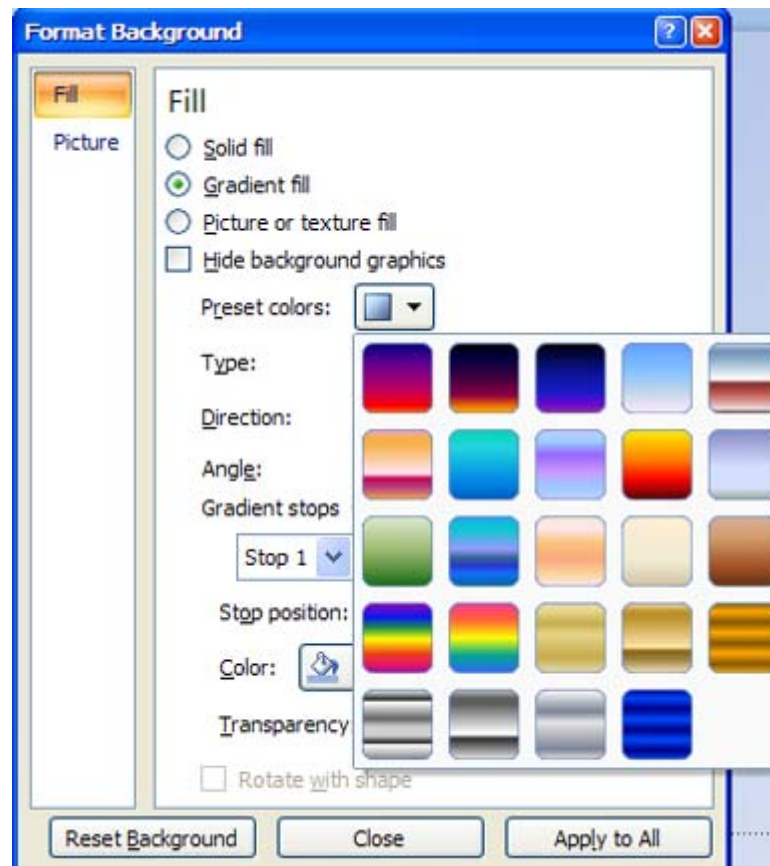 Format Background
Fill
Picture
Fill
Solid fill
Gradient fill
Picture or texture fill
Hide background graphics
Preset colors:
Type:
Direction:
Angle:
Gradient stops
Stop 1
Stop position:
Color:
Transparency
Rotate with shape
Reset Background
Close
Apply to All